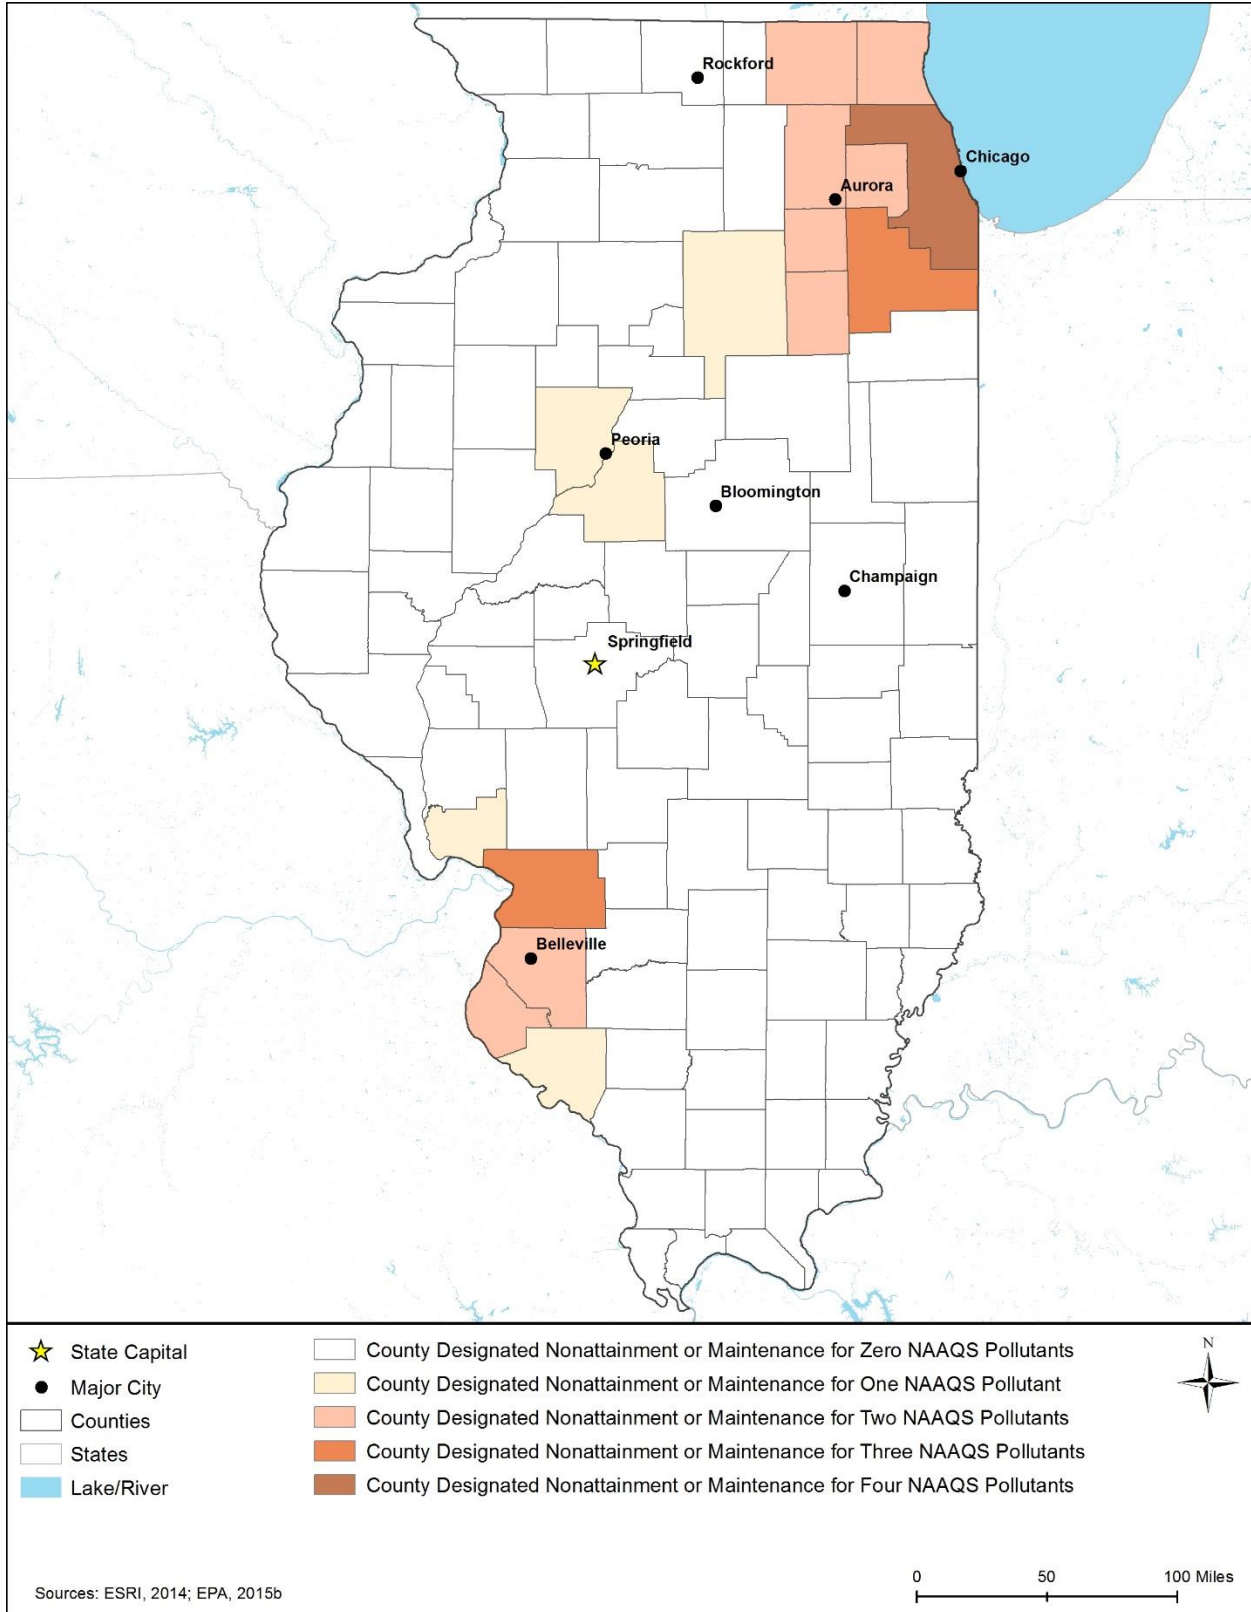 Rockford
Chicago
Aurora
Peoria
Bloomington
Champaign
Springfield
Belleville
State Capital
Major City
Counties
States
Lake/River
County Designated Nonattainment or Maintenance for Zero NAAQS Pollutants
County Designated Nonattainment or Maintenance for One NAAQS Pollutant
County Designated Nonattainment or Maintenance for Two NAAQS Pollutants
County Designated Nonattainment or Maintenance for Three NAAQS Pollutants
County Designated Nonattainment or Maintenance for Four NAAQS Pollutants
N
Sources: ESRI, 2014; EPA, 2015b
0 50 100 Miles